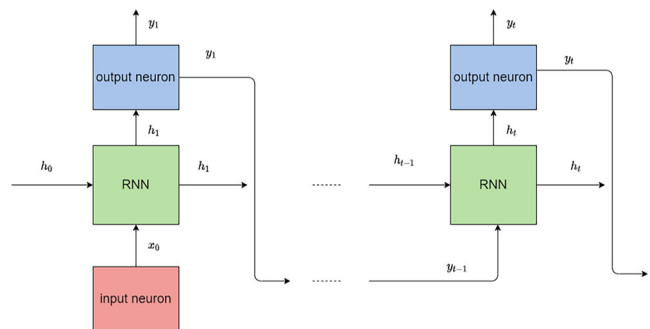 y₁
yₜ
y₁
yₜ
output neuron
output neuron
h₁
hₜ
h₀
h₁
hₜ₋₁
hₜ
RNN
RNN
x₀
yₜ₋₁
input neuron